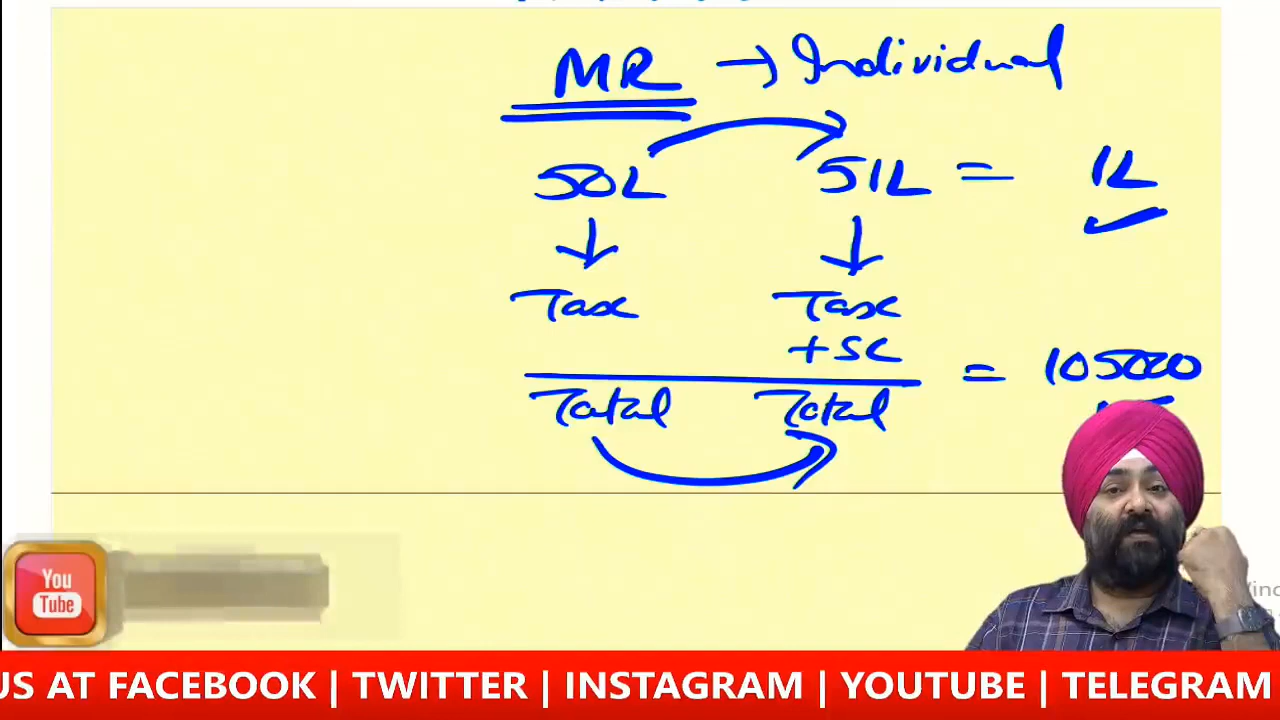 MR → Individual
50L 51L = 1L
↓ ↓
Tax Tax
+SC
= 105000
Total Total
You
Tube
US AT FACEBOOK | TWITTER | INSTAGRAM | YOUTUBE | TELEGRAM